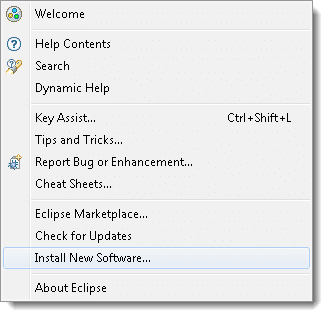 Welcome
Help Contents
Search
Dynamic Help
Key Assist... Ctrl+Shift+L
Tips and Tricks...
Report Bug or Enhancement...
Cheat Sheets...
Eclipse Marketplace...
Check for Updates
Install New Software...
About Eclipse